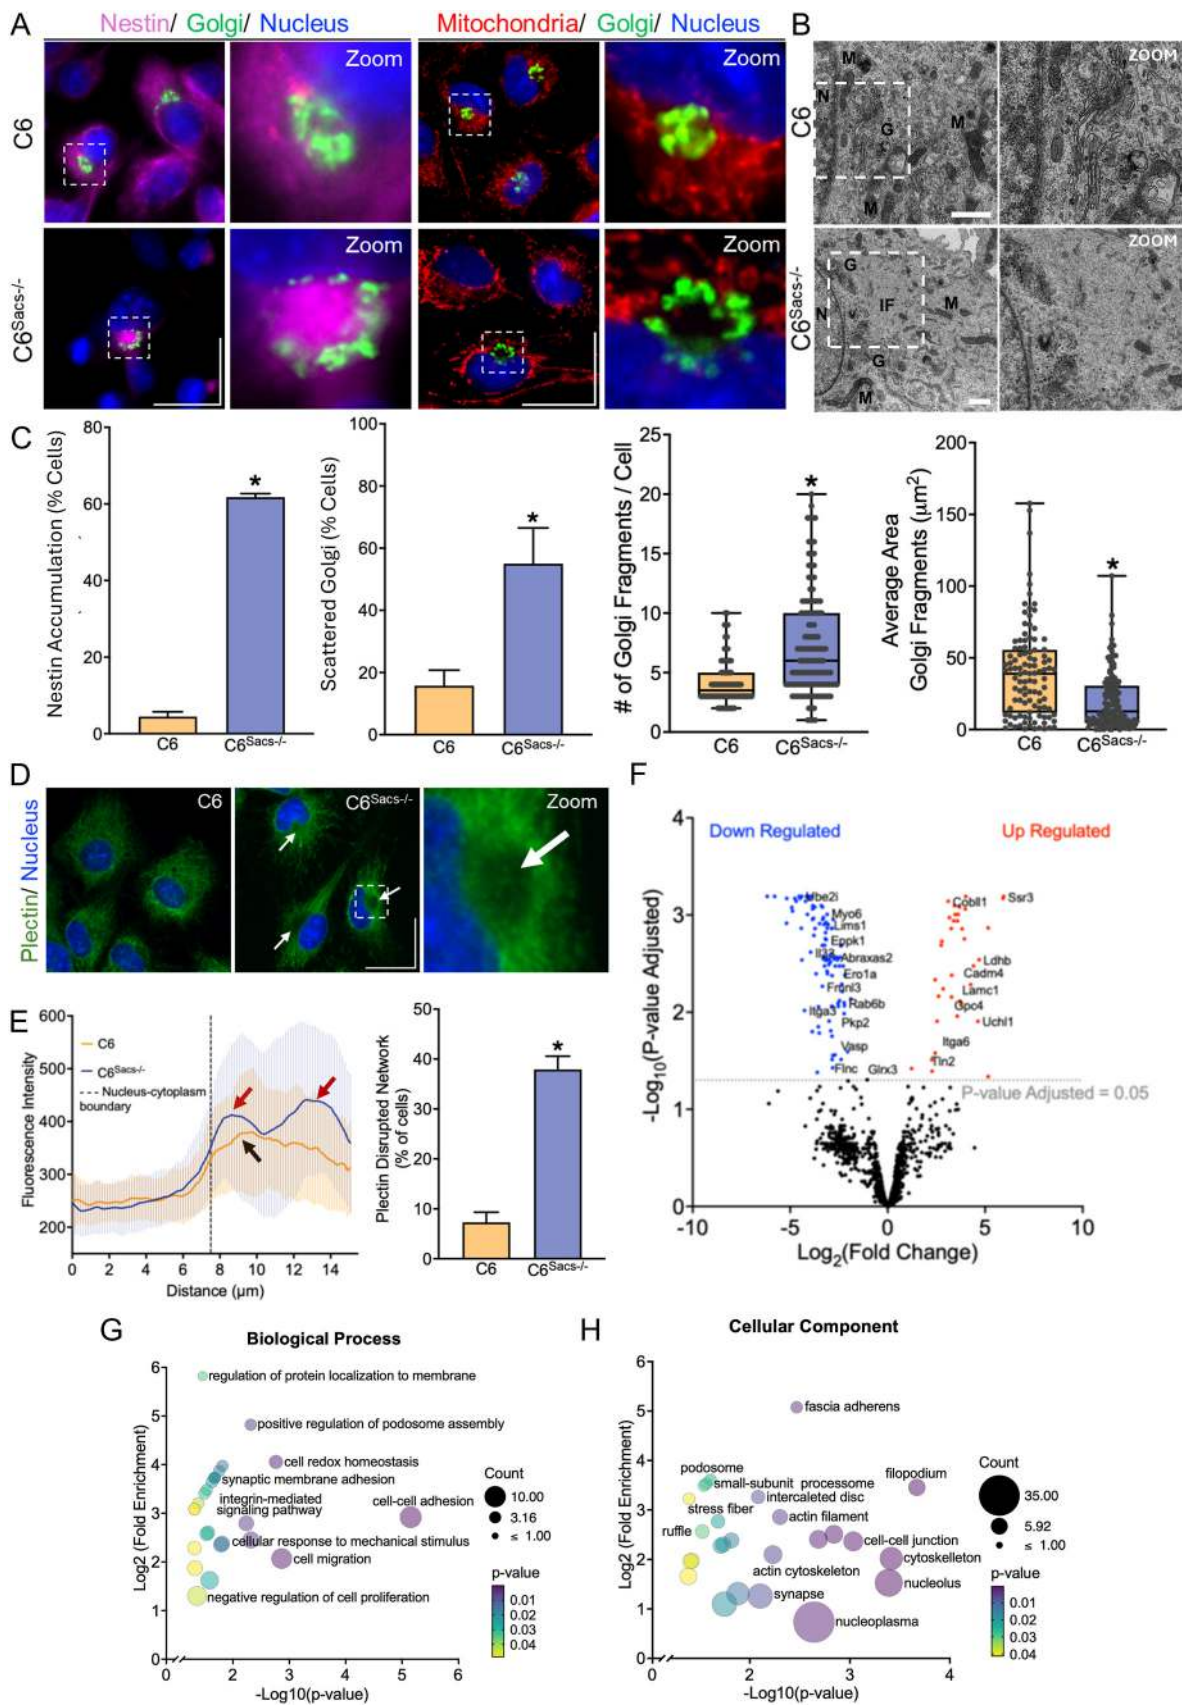 A
Nestin/ Golgi/ Nucleus
Mitochondria/ Golgi/ Nucleus
B
C6
Zoom
Zoom
C6
M
N
G
M
M
ZOOM
C6Sacs-/-
Zoom
Zoom
C6Sacs-/-
G
N
IF
M
V
G
M
ZOOM
C
Nestin Accumulation (% Cells)
80
60
40
20
0
*
C6
C6Sacs-/-
Scattered Golgi (% Cells)
100
80
60
40
20
0
*
C6
C6Sacs-/-
# of Golgi Fragments / Cell
25
20
15
10
5
0
*
C6
C6Sacs-/-
Average Area
Golgi Fragments (μm2)
200
150
100
50
0
*
C6
C6Sacs-/-
D
Plectin/ Nucleus
C6
C6Sacs-/-
Zoom
E
Fluorescence Intensity
600
500
400
300
200
C6
C6Sacs-/-
Nucleus-cytoplasm
boundary
0
2
4
6
8
10
12
14
Distance (μm)
Plectin Disrupted Network
(% of cells)
50
40
30
20
10
0
*
C6
C6Sacs-/-
F
-Log10(P-value Adjusted)
4
3
2
1
0
Down Regulated
Up Regulated
Ube2i
Myo6
Lims1
Eppk1
Il33
Abraxas2
Ero1a
Fmnl3
Rab6b
Itga3
Pkp2
Vasp
Flnc
Glrx3
Cobll1
Ssr3
Ldhb
Cadm4
Lamc1
Gpc4
Uchl1
Itga6
Tln2
P-value Adjusted = 0.05
-10
-5
0
5
10
Log2(Fold Change)
G
Biological Process
Log2 (Fold Enrichment)
6
5
4
3
2
1
0
regulation of protein localization to membrane
positive regulation of podosome assembly
cell redox homeostasis
synaptic membrane adhesion
cell-cell adhesion
integrin-mediated
signaling pathway
cellular response to mechanical stimulus
cell migration
negative regulation of cell proliferation
Count
10.00
3.16
≤ 1.00
p-value
0.01
0.02
0.03
0.04
0
2
3
4
5
6
-Log10(p-value)
H
Cellular Component
Log2 (Fold Enrichment)
6
5
4
3
2
1
0
fascia adherens
podosome
filopodium
small-subunit processome
intercaleted disc
stress fiber
actin filament
ruffle
cell-cell junction
cytoskelleton
actin cytoskeleton
nucleolus
synapse
nucleoplasma
Count
35.00
5.92
≤ 1.00
p-value
0.01
0.02
0.03
0.04
0
2
3
4
-Log10(p-value)